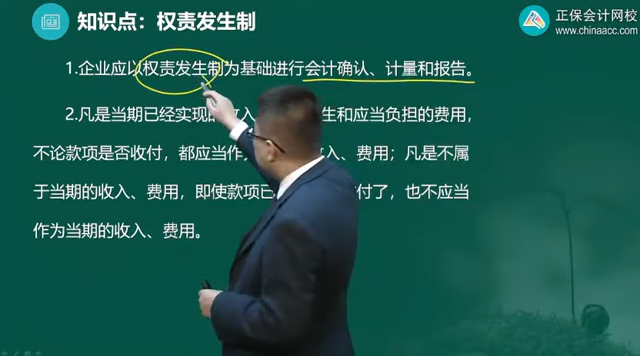 知识点：权责发生制
正保会计网校
www.chinaacc.com
1.企业应以权责发生制为基础进行会计确认、计量和报告。
2.凡是当期已经实现的收入 生和应当负担的费用，
不论款项是否收付，都应当作 入、费用；凡是不属
于当期的收入、费用，即使款项已 付了，也不应当
作为当期的收入、费用。